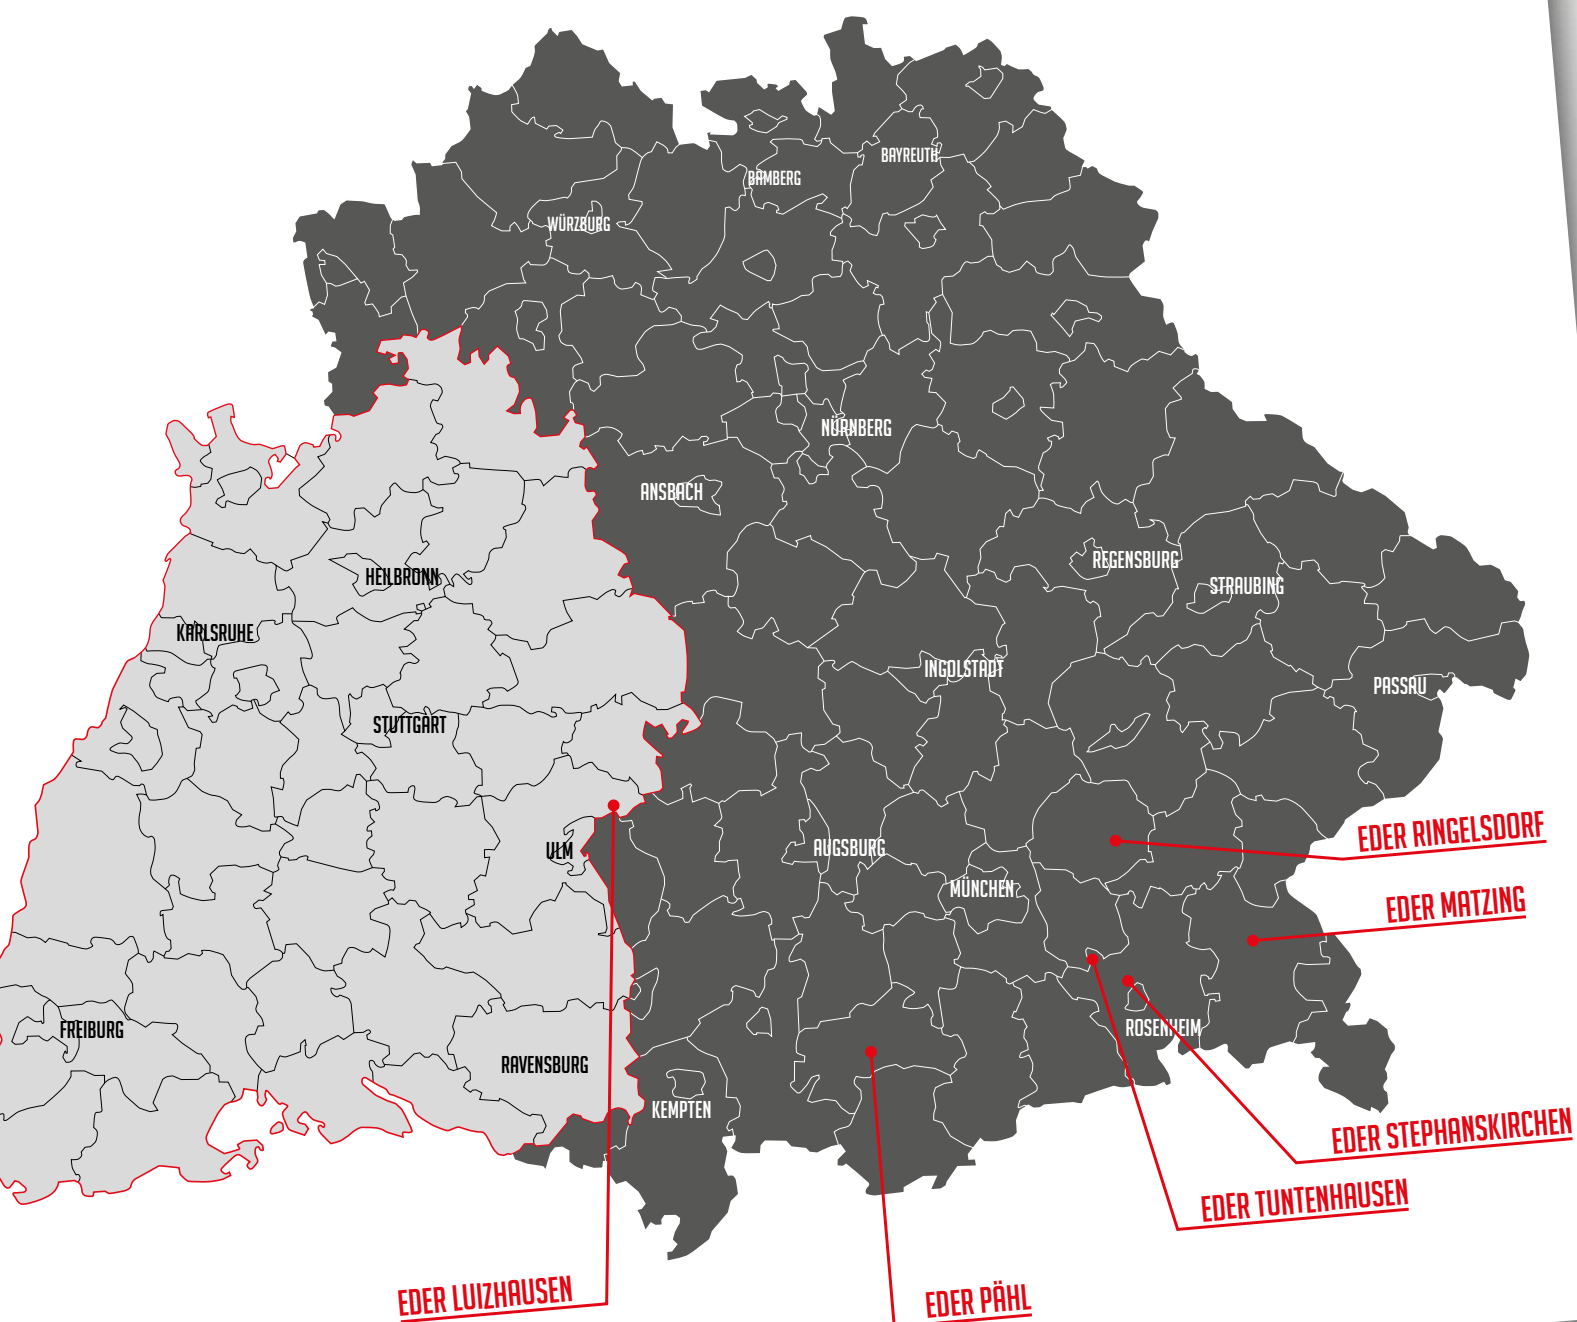 BAYREUTH
BAMBERG
WÜRZBURG
NÜRNBERG
ANSBACH
REGENSBURG
HEILBRONN
STRAUBING
KARLSRUHE
INGOLSTADT
PASSAU
STUTTGART
EDER RINGELSDORF
ULM
AUGSBURG
MÜNCHEN
EDER MATZING
FREIBURG
ROSENHEIM
RAVENSBURG
KEMPTEN
EDER STEPHANSKIRCHEN
EDER TUNTENHAUSEN
EDER LUIZHAUSEN
EDER PÄHL